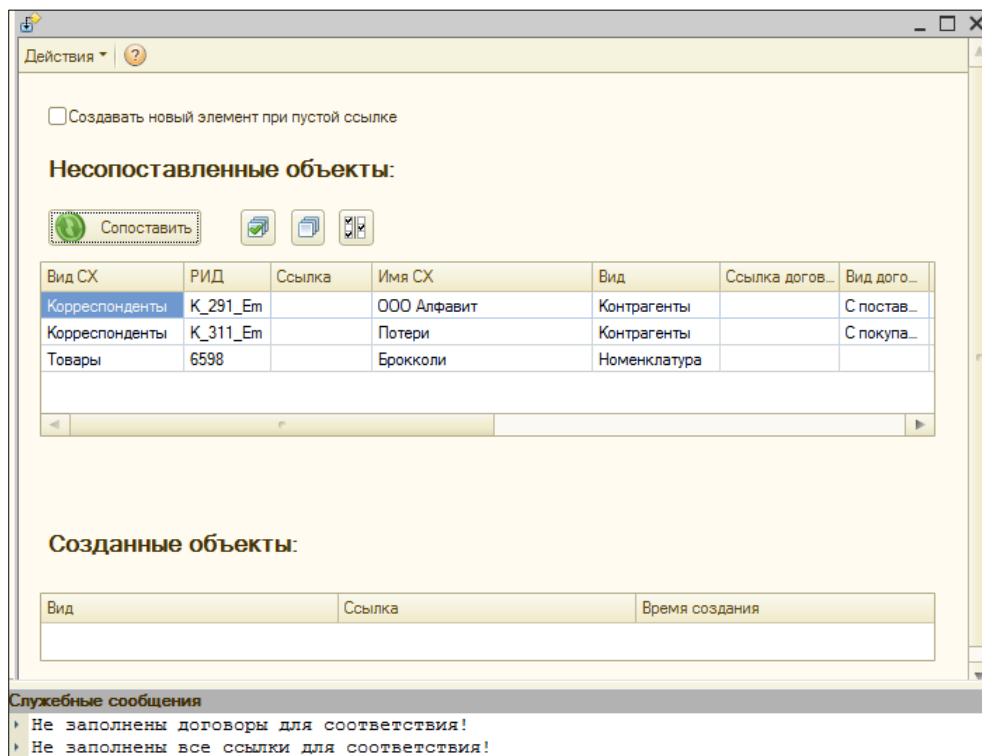 Действия
Создавать новый элемент при пустой ссылке
Несопоставленные объекты:
Сопоставить
Вид СХ РИД Ссылка Имя СХ Вид Ссылка догов... Вид дого...
Корреспонденты K_291_Em ООО Алфавит Контрагенты С постав...
Корреспонденты K_311_Em Потери Контрагенты С покупа...
Товары 6598 Брокколи Номенклатура
Созданные объекты:
Вид Ссылка Время создания
Служебные сообщения
Не заполнены договоры для соответствия!
Не заполнены все ссылки для соответствия!